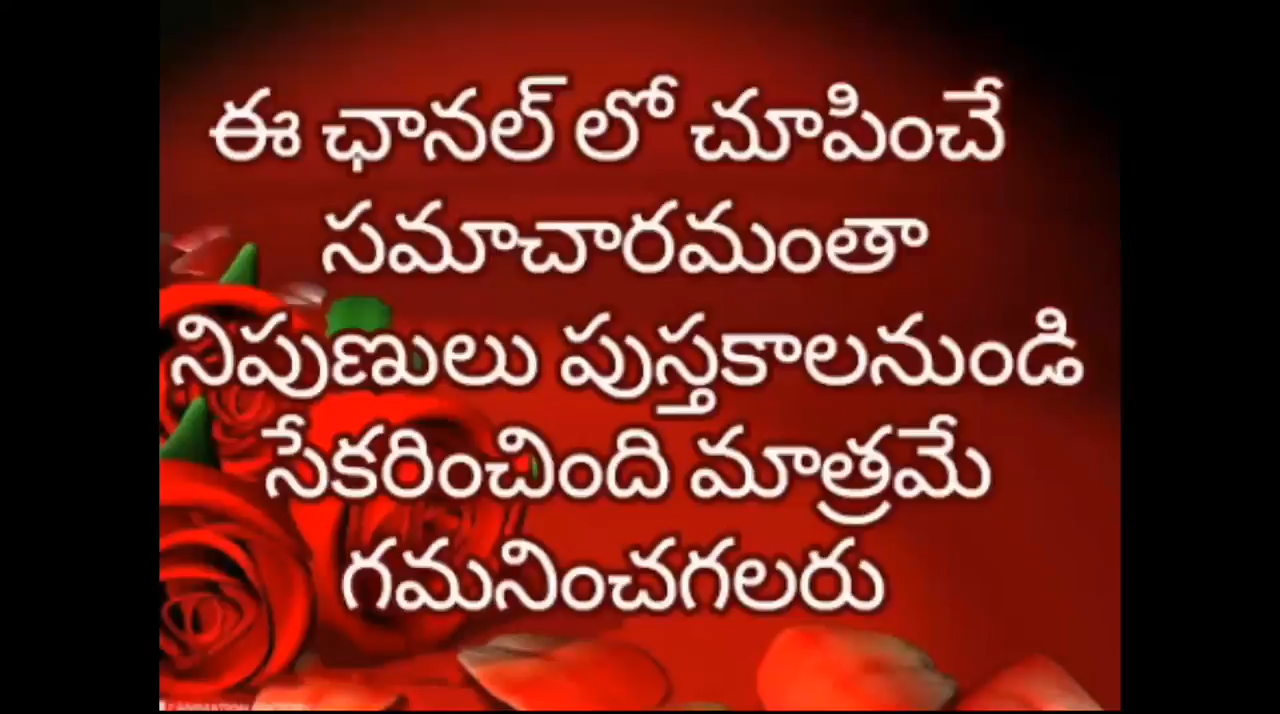 ఈ ఛానల్ లో చూపించే
సమాచారమంతా
నిపుణులు పుస్తకాలనుండి
సేకరించింది మాత్రమే
గమనించగలరు